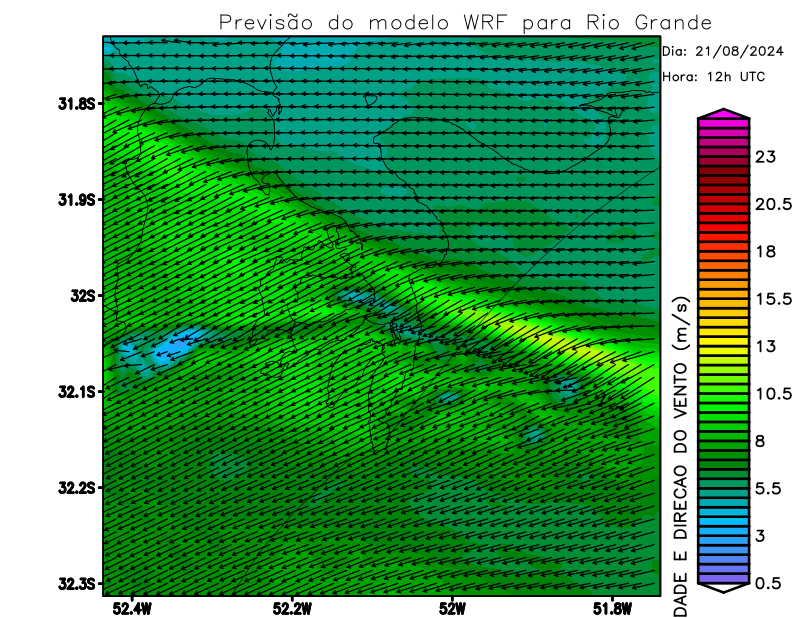 Previsão do modelo WRF para Rio Grande
Dia: 21/08/2024
Hora: 12h UTC
31.8S
31.9S
32S
32.1S
32.2S
32.3S
52.4W
52.2W
52W
51.8W
23
20.5
18
15.5
13
10.5
8
5.5
3
0.5
DADE E DIRECAO DO VENTO (m/s)